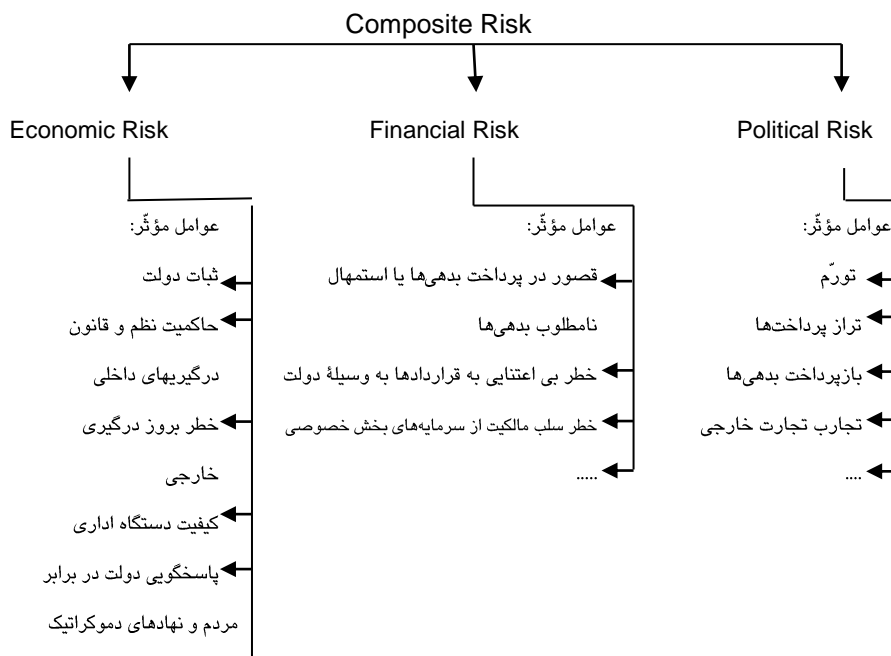 Composite Risk
Economic Risk
Financial Risk
Political Risk
عوامل مؤثّر:
ثبات دولت
حاکمیت نظم و قانون
درگیریهای داخلی
خطر بروز درگیری
خارجی
کیفیت دستگاه اداری
پاسخگویی دولت در برابر
مردم و نهادهای دموکراتیک
عوامل مؤثّر:
قصور در پرداخت بدهی‌ها یا استمهال
نامطلوب بدهی‌ها
خطر بی اعتنایی به قراردادها به وسیلۀ دولت
خطر سلب مالکیت از سرمایه‌های بخش خصوصی
.....
عوامل مؤثّر:
تورّم
تراز پرداخت‌ها
بازپرداخت بدهی‌ها
تجارب تجارت خارجی
....